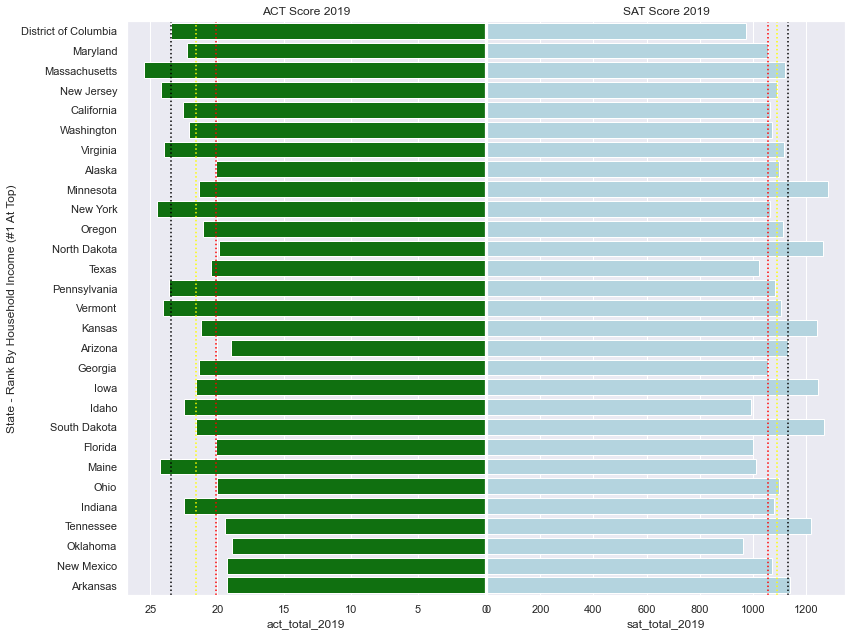 ACT Score 2019
SAT Score 2019
State - Rank By Household Income (#1 At Top)
District of Columbia
Maryland
Massachusetts
New Jersey
California
Washington
Virginia
Alaska
Minnesota
New York
Oregon
North Dakota
Texas
Pennsylvania
Vermont
Kansas
Arizona
Georgia
Iowa
Idaho
South Dakota
Florida
Maine
Ohio
Indiana
Tennessee
Oklahoma
New Mexico
Arkansas
25 20 15 10 5 0
0 200 400 600 800 1000 1200
act_total_2019
sat_total_2019